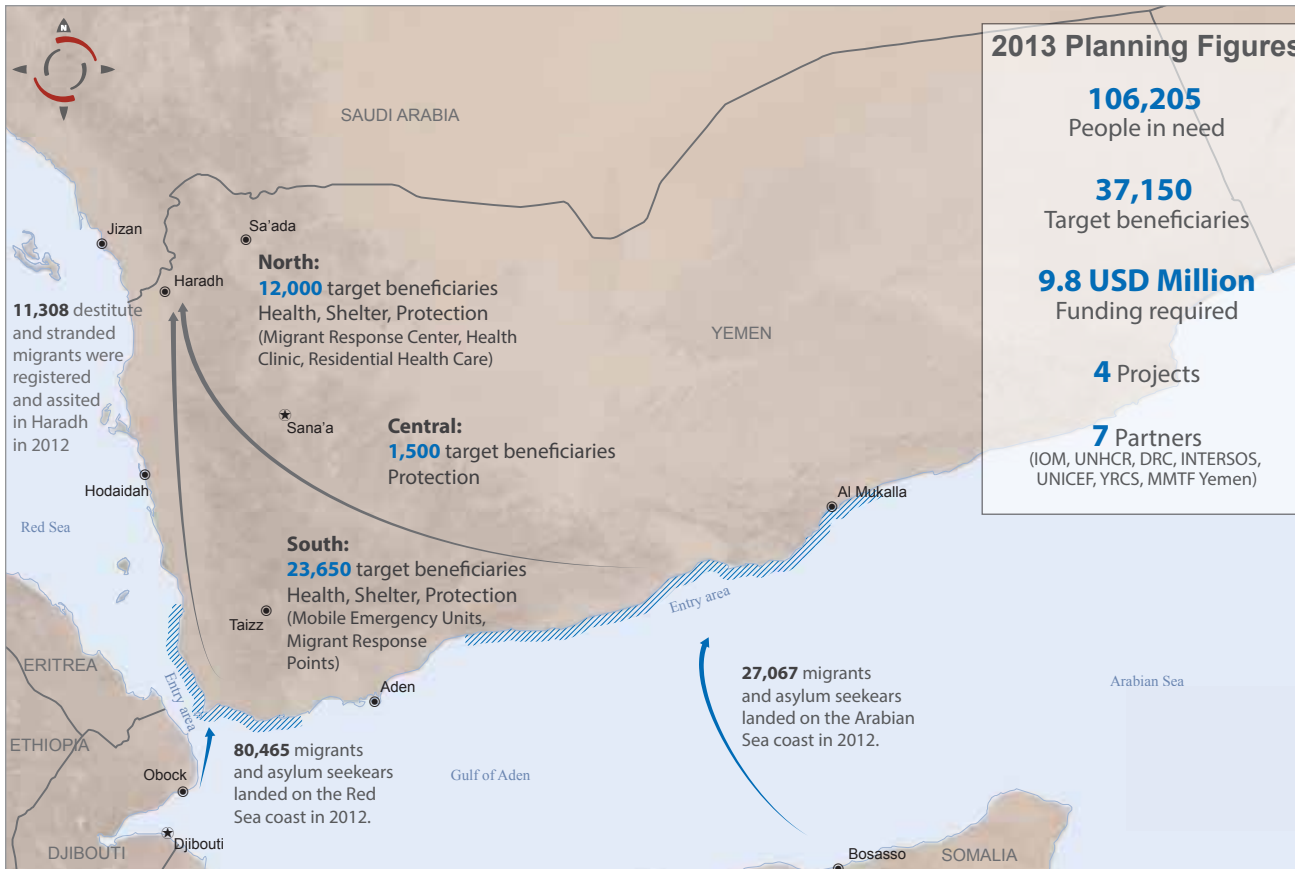 N
2013 Planning Figures
106,205
People in need
37,150
Target beneficiaries
9.8 USD Million
Funding required
4 Projects
7 Partners
(IOM, UNHCR, DRC, INTERSOS,
UNICEF, YRCS, MMTF Yemen)
SAUDI ARABIA
Jizan
Sa'ada
Haradh
North:
12,000 target beneficiaries
Health, Shelter, Protection
(Migrant Response Center, Health
Clinic, Residential Health Care)
11,308 destitute
and stranded
migrants were
registered
and assited
in Haradh
in 2012
YEMEN
Sana'a
Central:
1,500 target beneficiaries
Protection
Hodaidah
Al Mukalla
Red Sea
South:
23,650 target beneficiaries
Health, Shelter, Protection
(Mobile Emergency Units,
Migrant Response
Points)
Taizz
Entry area
ERITREA
Entry area
Aden
27,067 migrants
and asylum seekears
landed on the Arabian
Sea coast in 2012.
Arabian Sea
ETHIOPIA
80,465 migrants
and asylum seekears
landed on the Red
Sea coast in 2012.
Gulf of Aden
Obock
Djibouti
DJIBOUTI
Bosasso
SOMALIA